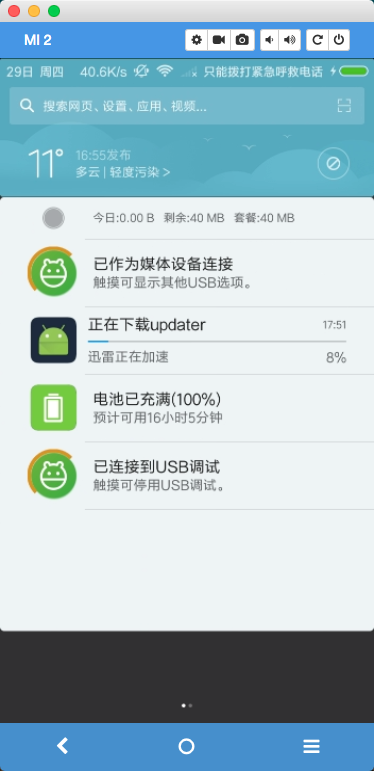 MI 2
29日 周四 40.6K/s 只能拨打紧急呼救电话
搜索网页、设置、应用、视频...
11°
16:55发布
多云 | 轻度污染 >
今日:0.00 B 剩余:40 MB 套餐:40 MB
已作为媒体设备连接
触摸可显示其他USB选项。
正在下载updater 17:51
迅雷正在加速 8%
电池已充满(100%)
预计可用16小时5分钟
已连接到USB调试
触摸可停用USB调试。